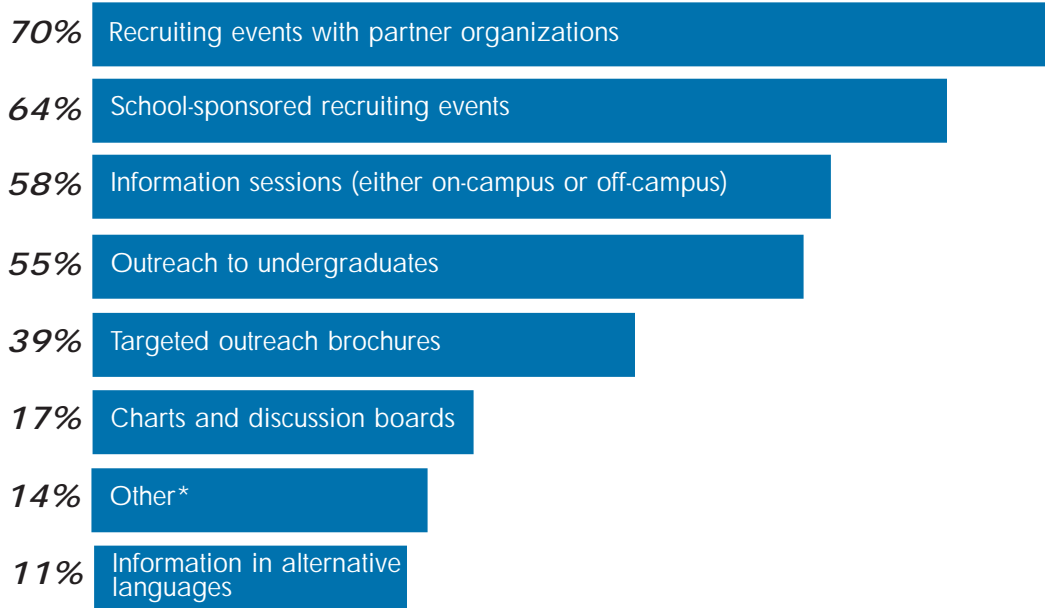 70% Recruiting events with partner organizations
64% School-sponsored recruiting events
58% Information sessions (either on-campus or off-campus)
55% Outreach to undergraduates
39% Targeted outreach brochures
17% Charts and discussion boards
14% Other*
11% Information in alternative
languages